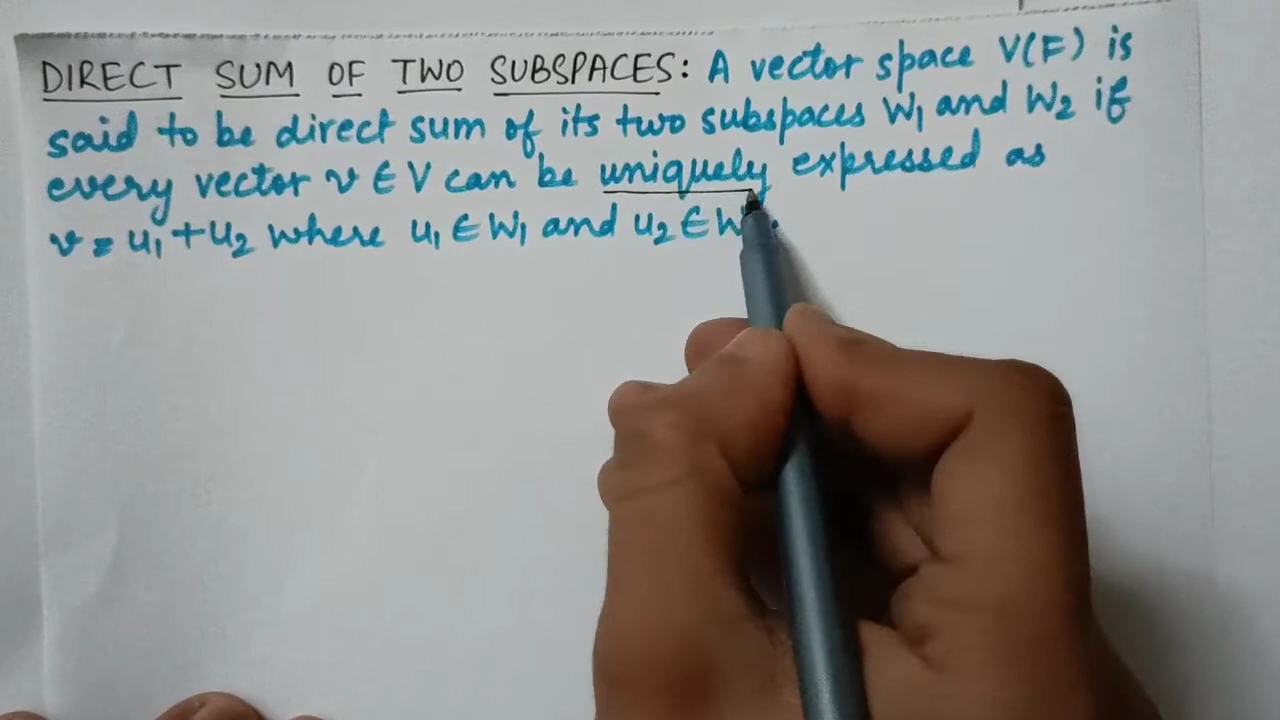 DIRECT SUM OF TWO SUBSPACES: A vector space V(F) is
said to be direct sum of its two subspaces W₁ and W₂ if
every vector v ∈ V can be uniquely expressed as
v = u₁ + u₂ where u₁ ∈ W₁ and u₂ ∈ W